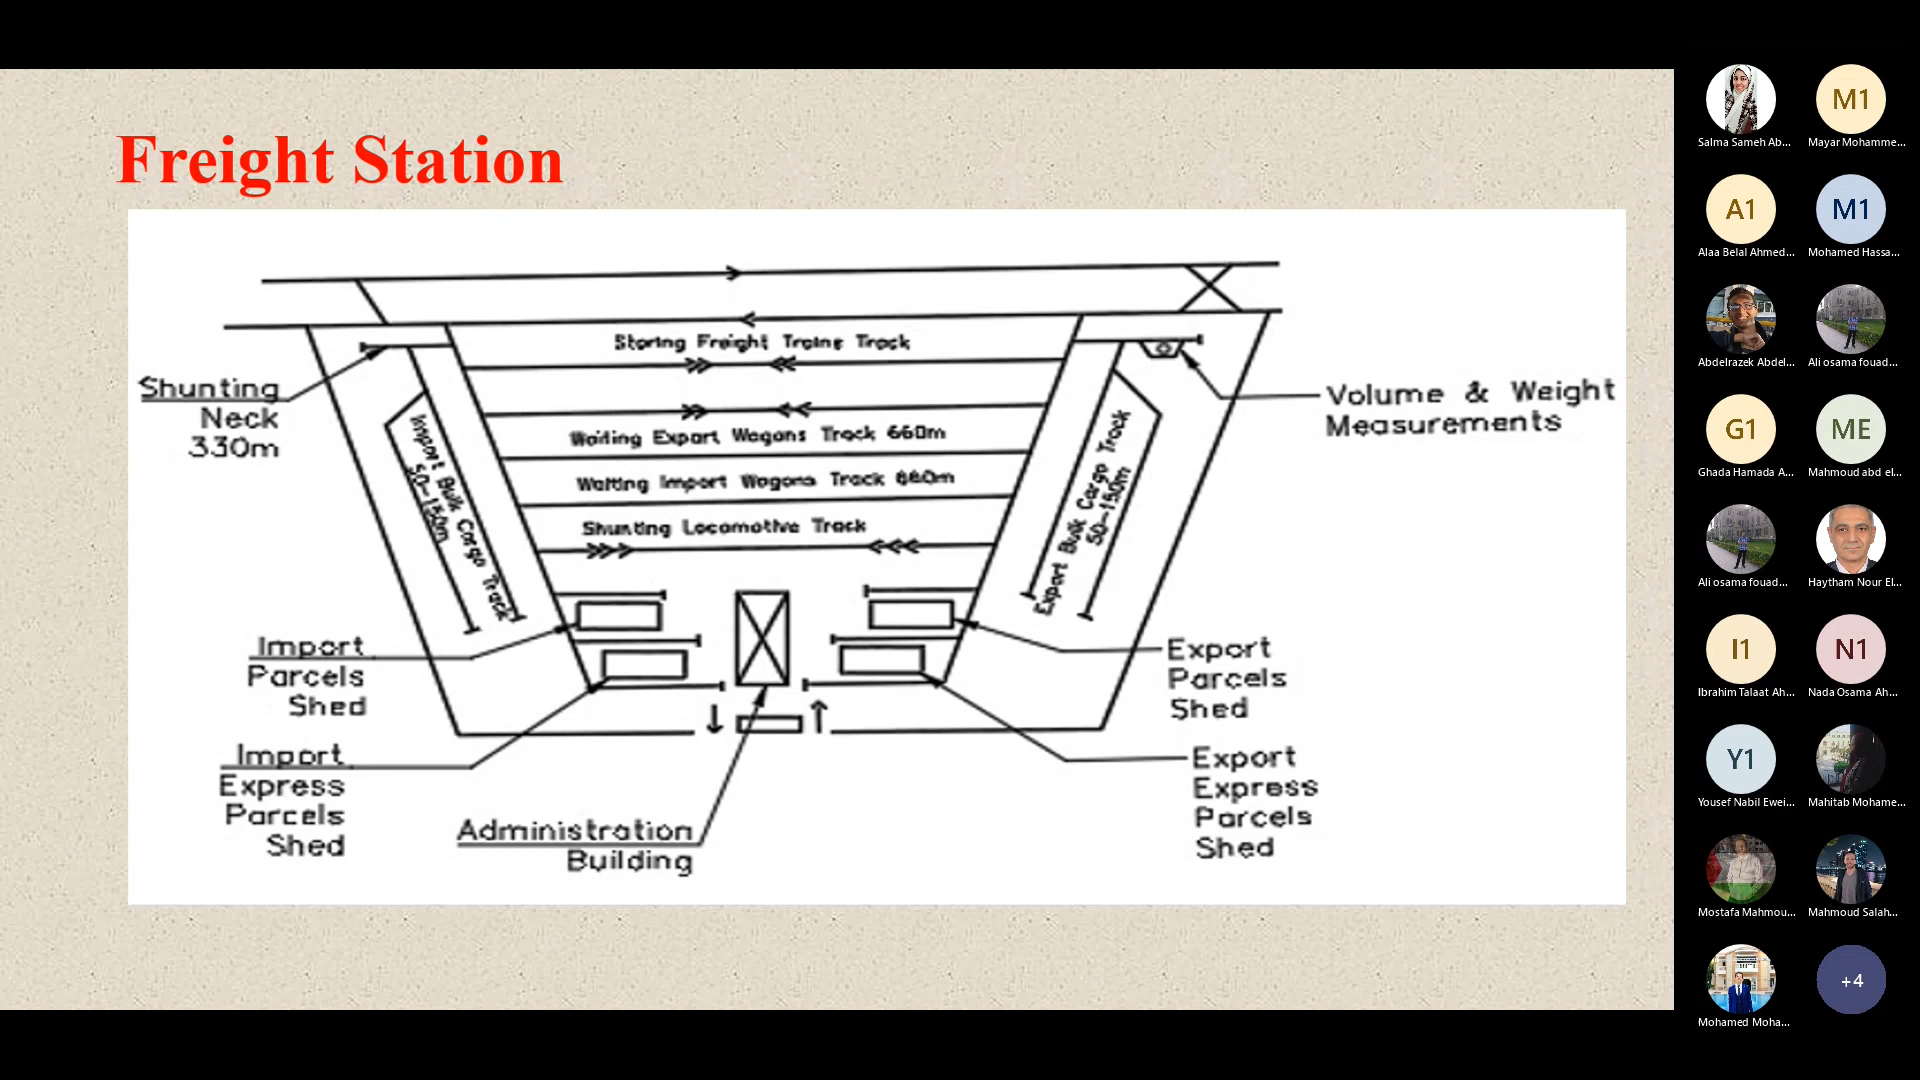 Freight Station
Storing Freight Trains Track
Shunting
Neck
330m
Volume & Weight
Measurements
Import Bulk Cargo Track
50-150m
Export Bulk Cargo Track
50-150m
Waiting Export Wagons Track 660m
Waiting Import Wagons Track 660m
Shunting Locomotive Track
Import
Parcels
Shed
Export
Parcels
Shed
Import
Express
Parcels
Shed
Export
Express
Parcels
Shed
Administration
Building
M1
Salma Sameh Ab...
Mayar Mohamme...
A1
M1
Alaa Belal Ahmed...
Mohamed Hassa...
Abdelrazek Abdel...
Ali osama fouad...
G1
ME
Ghada Hamada A...
Mahmoud abd el...
Ali osama fouad...
Haytham Nour El...
I1
N1
Ibrahim Talaat Ah...
Nada Osama Ah...
Y1
Yousef Nabil Ewei...
Mahitab Mohame...
Mostafa Mahmou...
Mahmoud Salah...
+4
Mohamed Moha...